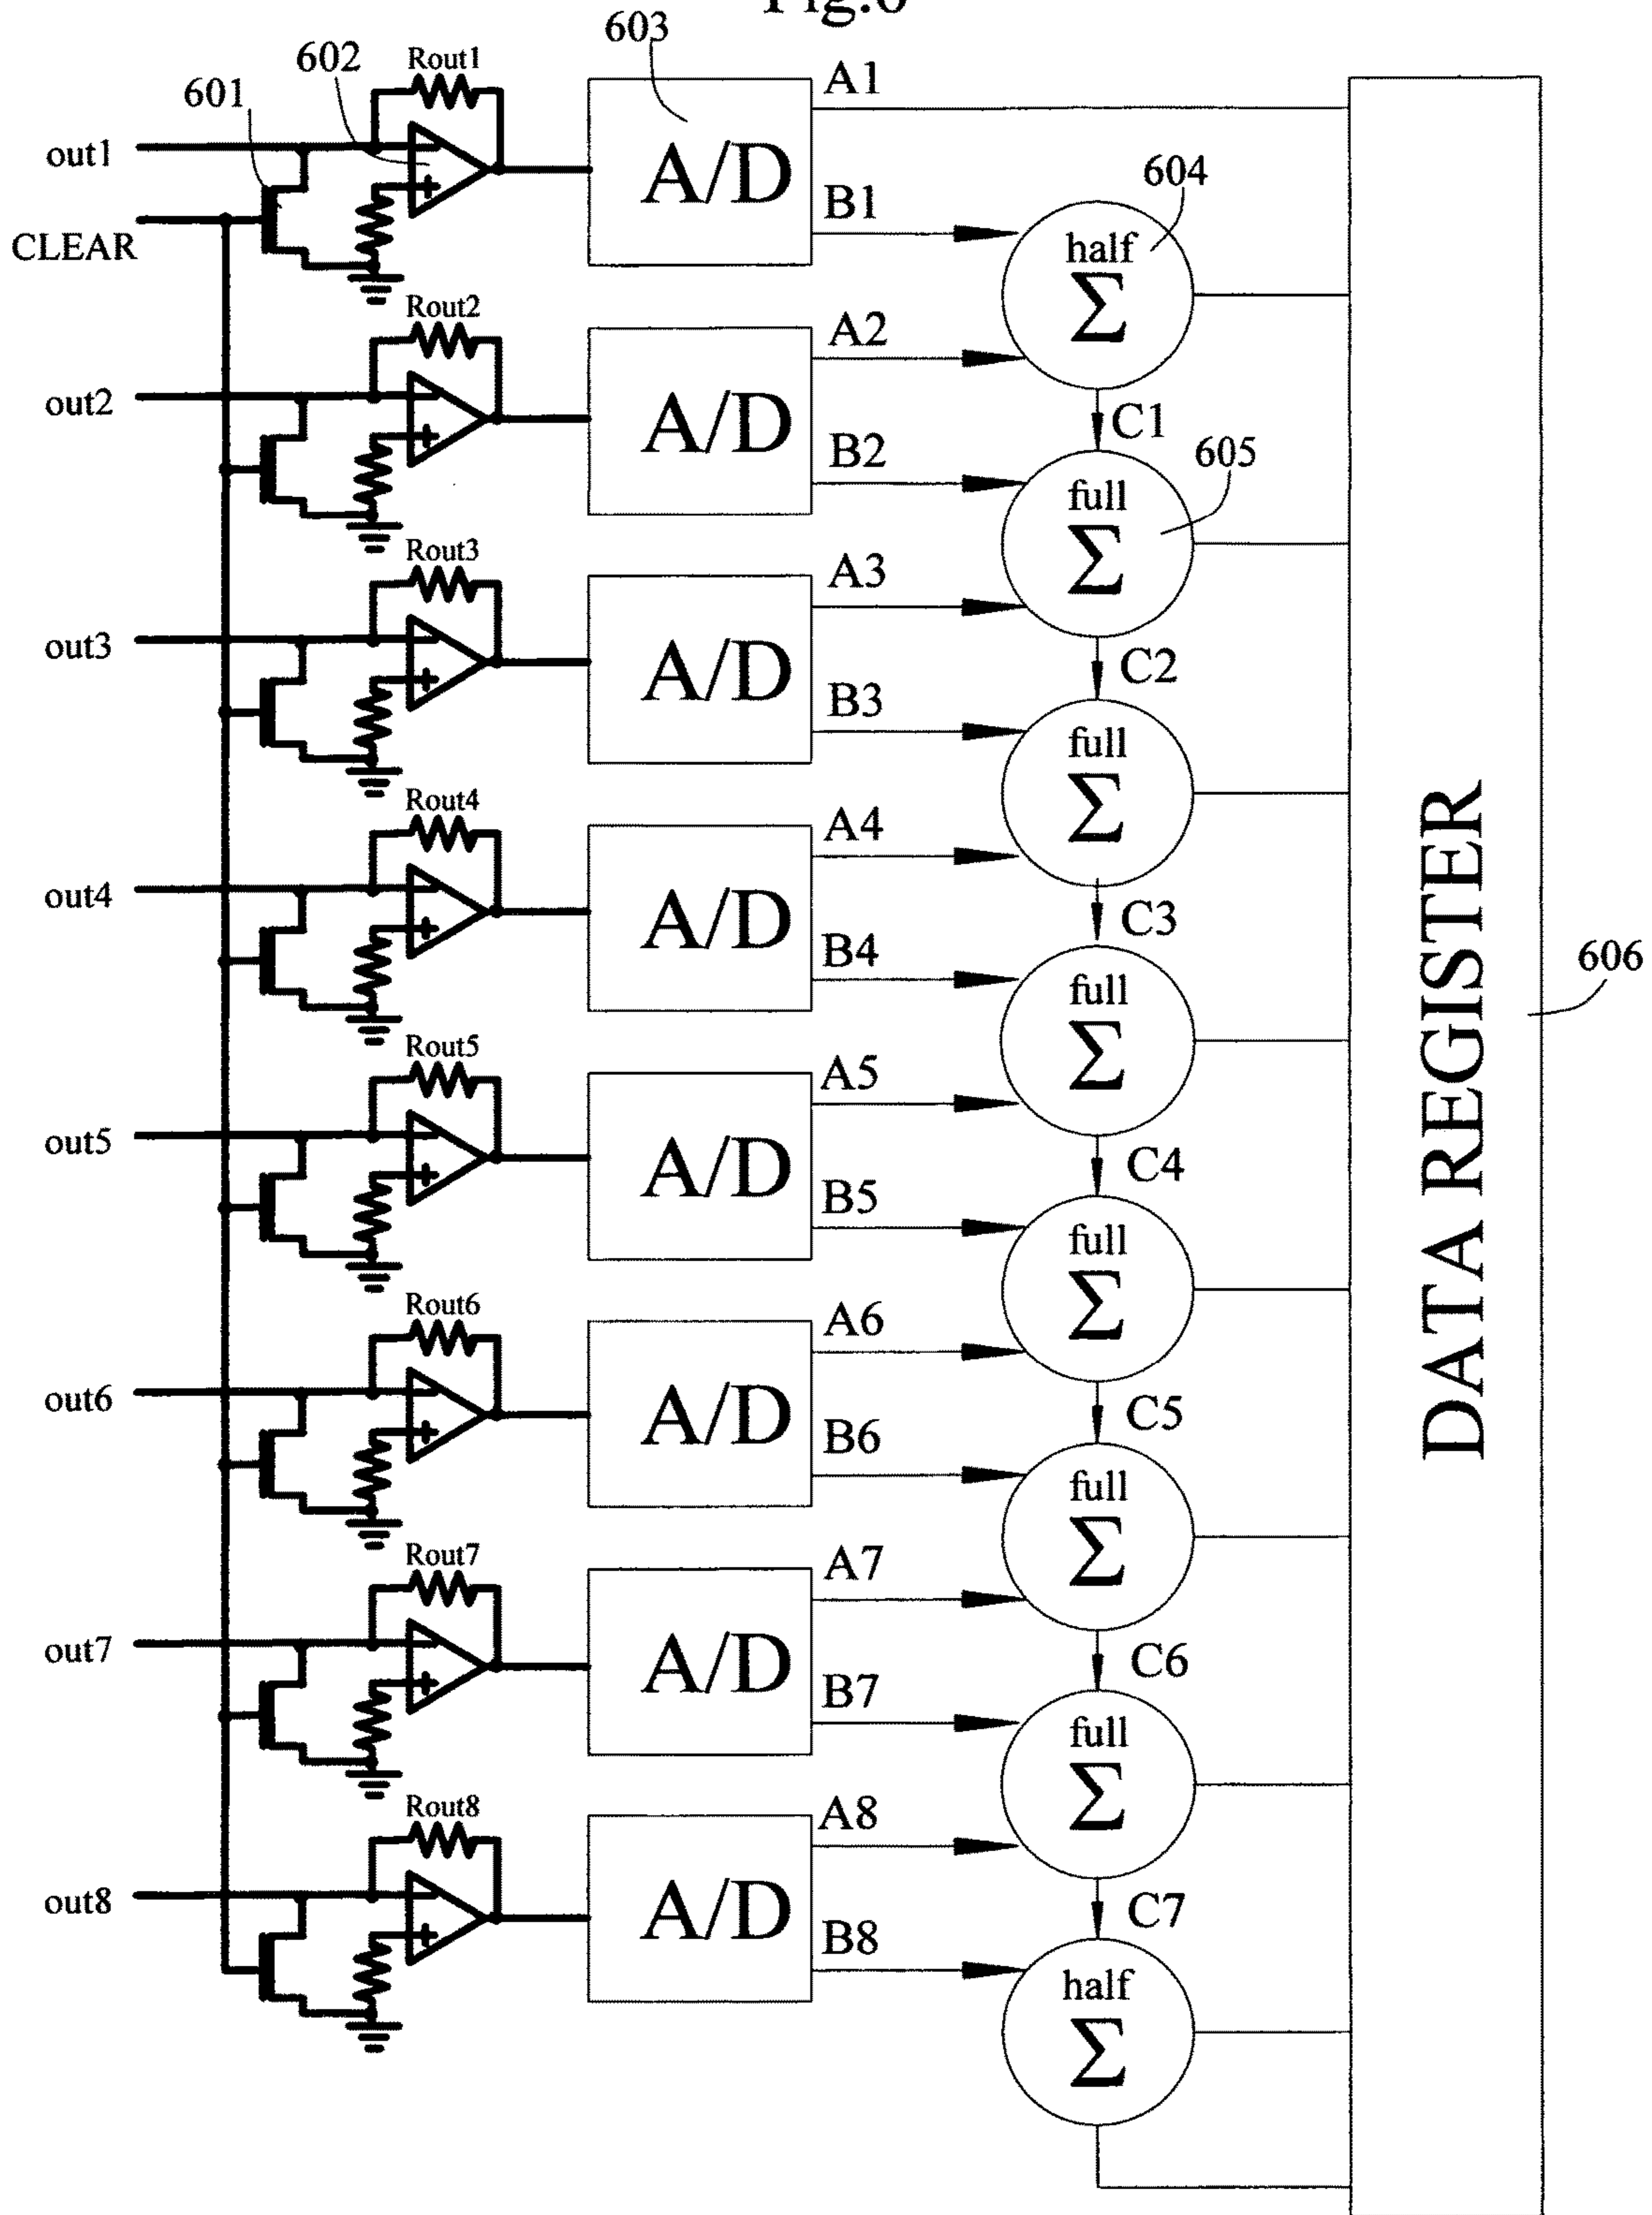 Fig.6
603
602
Rout1
601
A1
out1
A/D
B1
604
CLEAR
half
Σ
Rout2
A2
out2
A/D
C1
B2
605
full
Σ
Rout3
A3
out3
A/D
C2
B3
full
Σ
Rout4
A4
out4
A/D
C3
B4
606
full
Σ
DATA REGISTER
Rout5
A5
out5
A/D
C4
B5
full
Σ
Rout6
A6
out6
A/D
C5
B6
full
Σ
Rout7
A7
out7
A/D
C6
B7
full
Σ
Rout8
A8
out8
A/D
C7
B8
half
Σ